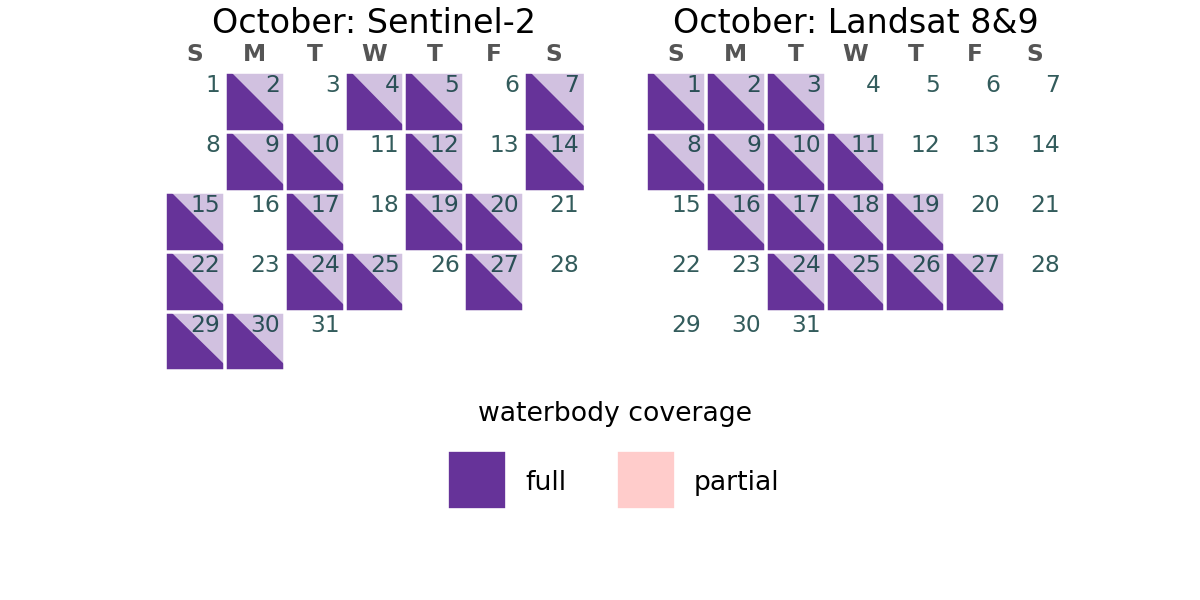 October: Sentinel-2
S M T W T F S
1 2 3 4 5 6 7
8 9 10 11 12 13 14
15 16 17 18 19 20 21
22 23 24 25 26 27 28
29 30 31
October: Landsat 8&9
S M T W T F S
1 2 3 4 5 6 7
8 9 10 11 12 13 14
15 16 17 18 19 20 21
22 23 24 25 26 27 28
29 30 31
waterbody coverage
full
partial